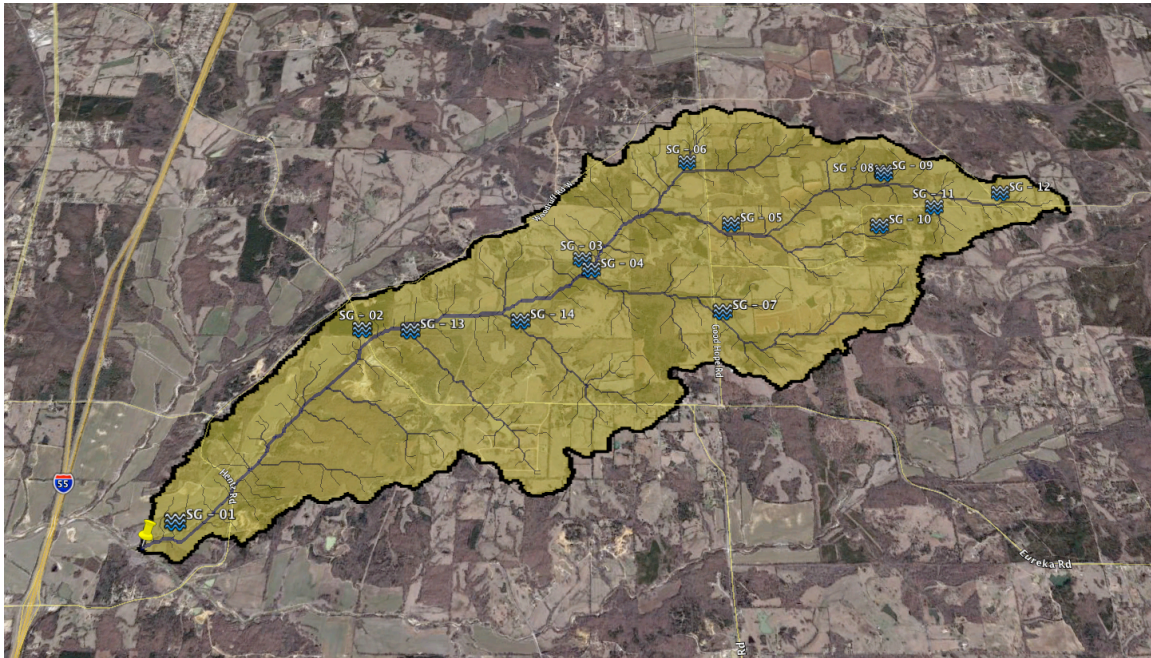 SG - 06
SG - 08
SG - 09
SG - 12
SG - 11
SG - 05
SG - 10
SG - 03
SG - 04
SG - 07
SG - 02
SG - 13
SG - 14
Eureka Rd
55
SG - 01
Rd